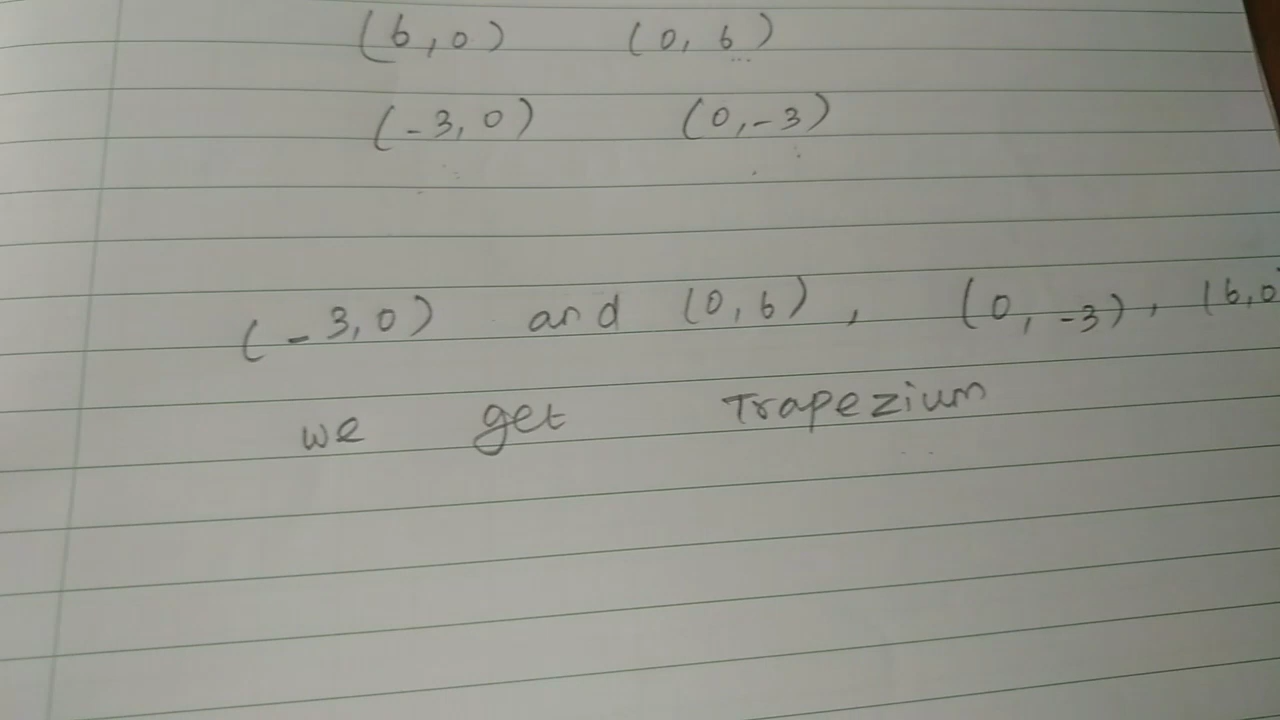 (6,0) (0, 6)
(-3,0) (0,-3)
(-3,0) and (0,6), (0,-3), (6,0
we get Trapezium